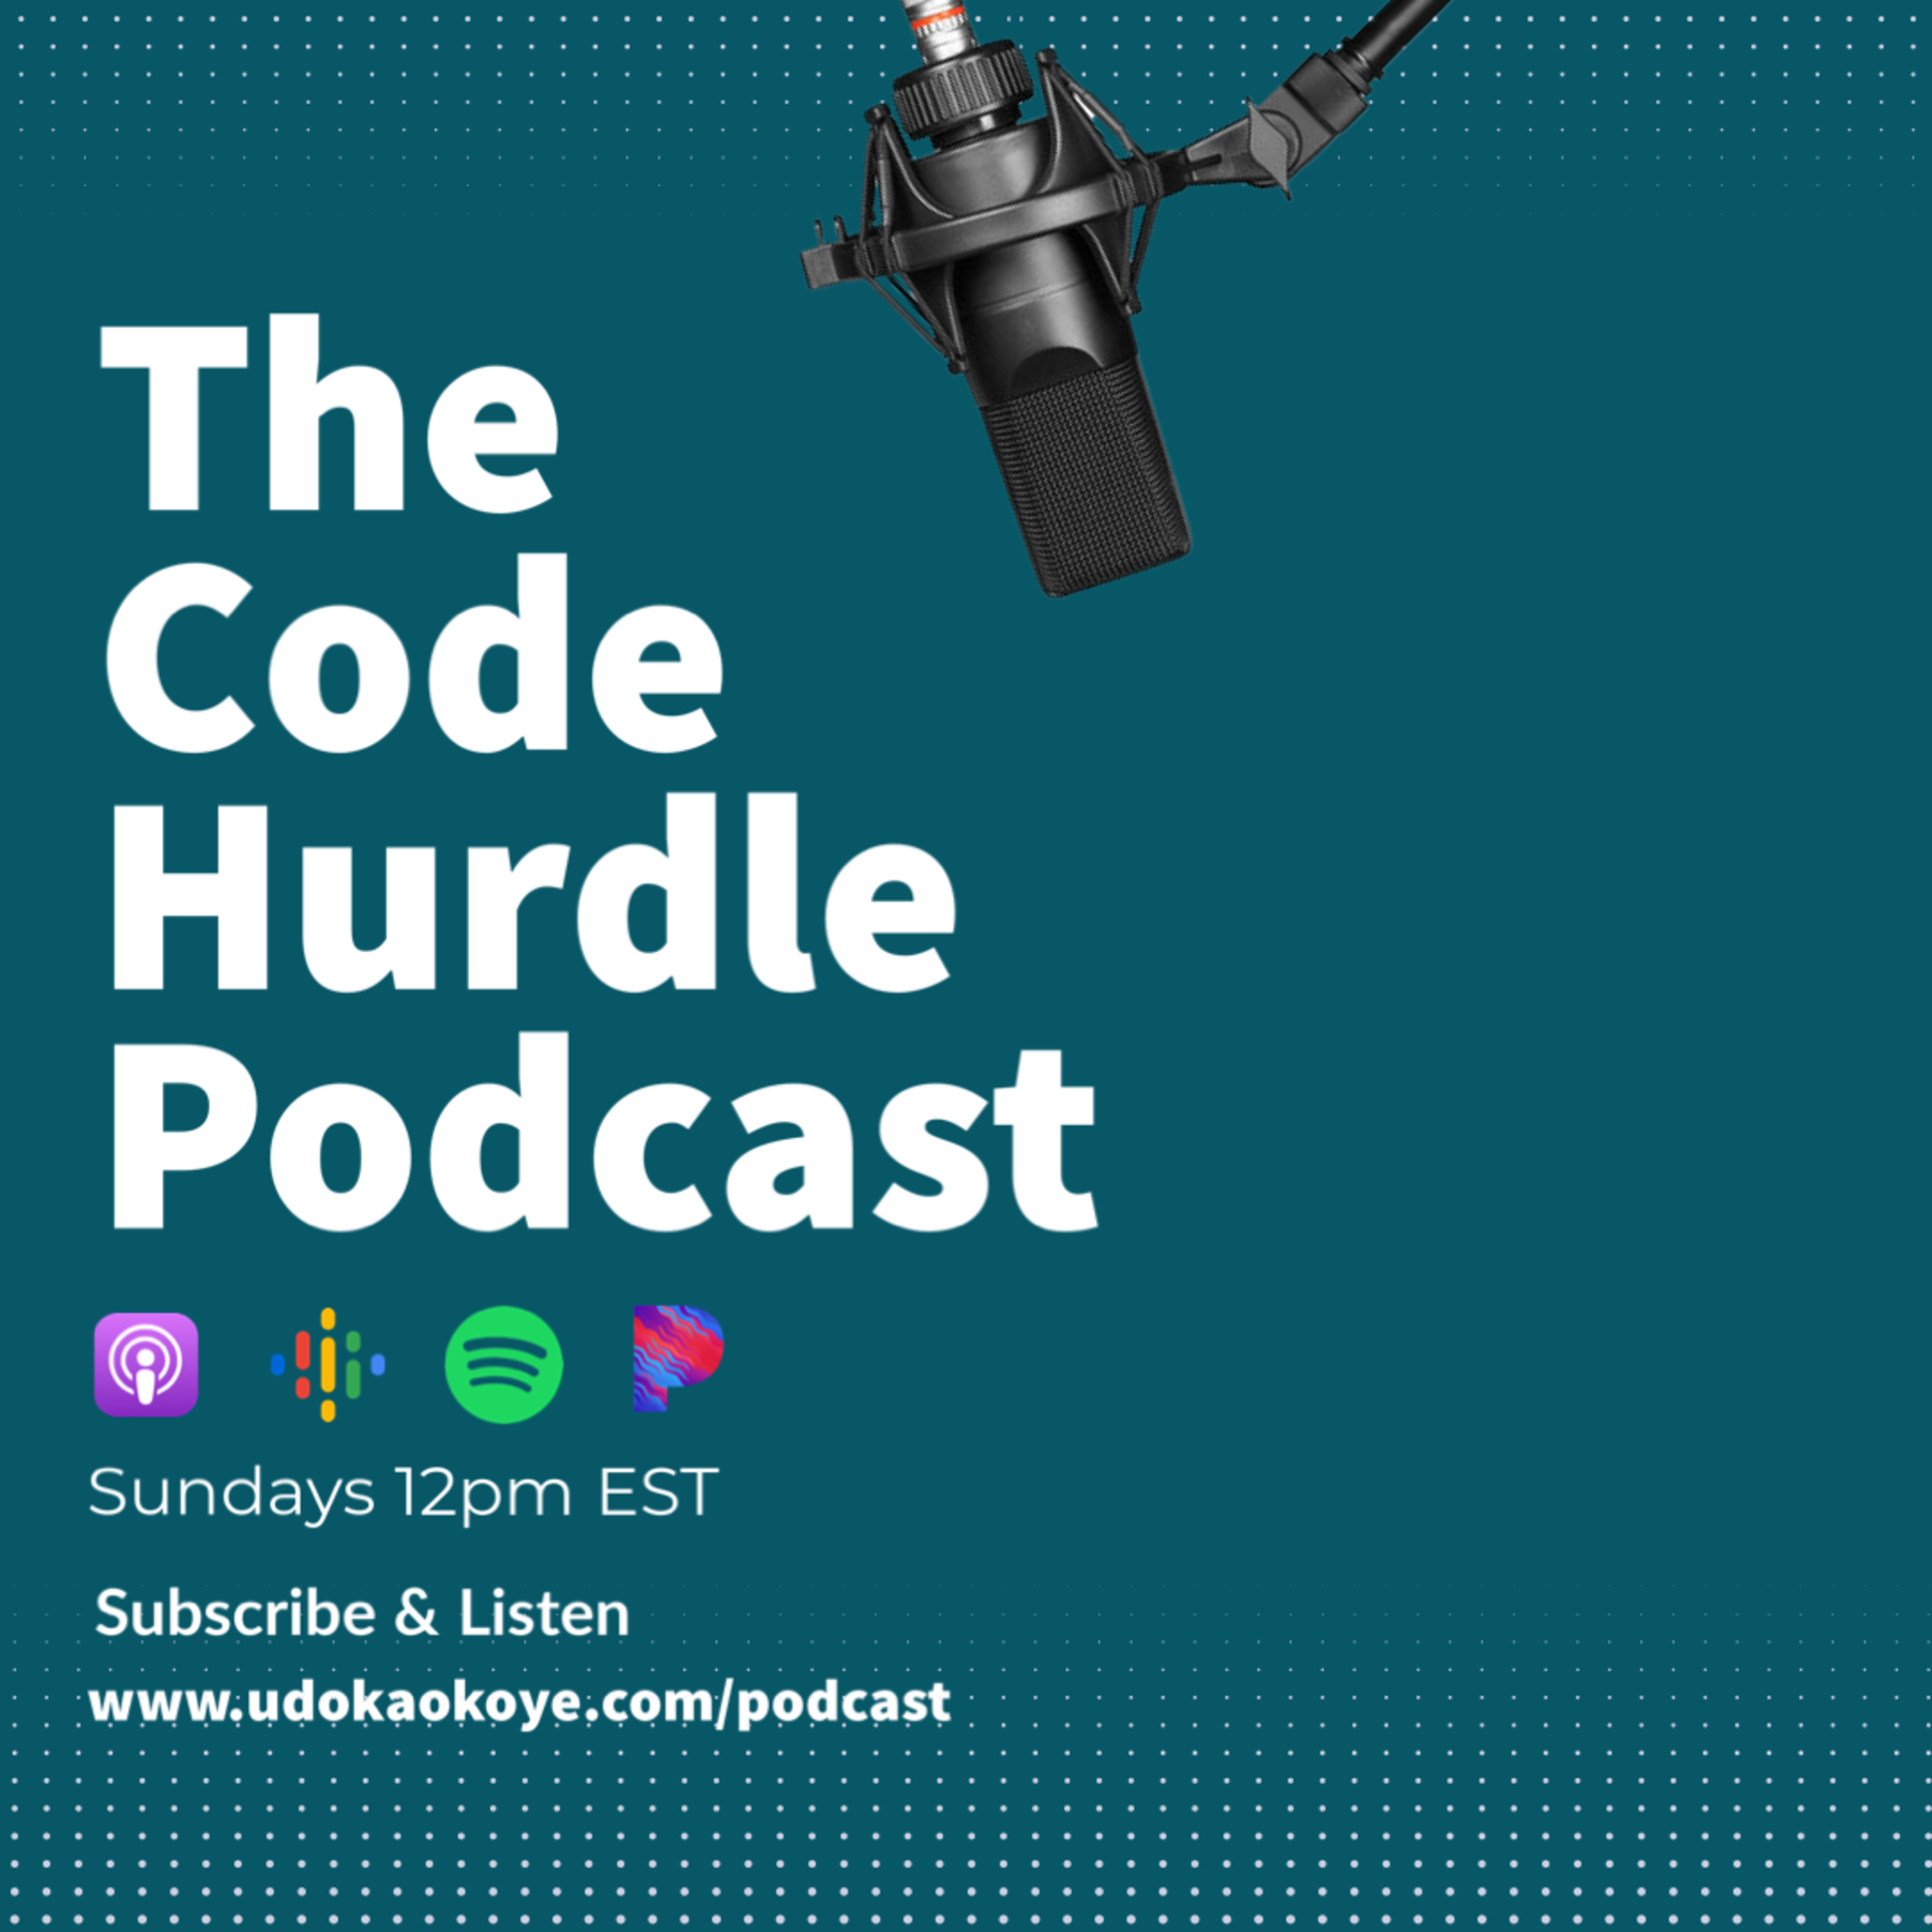 The
Code
Hurdle
Podcast
Sundays 12pm EST
Subscribe & Listen
www.udokaokoye.com/podcast